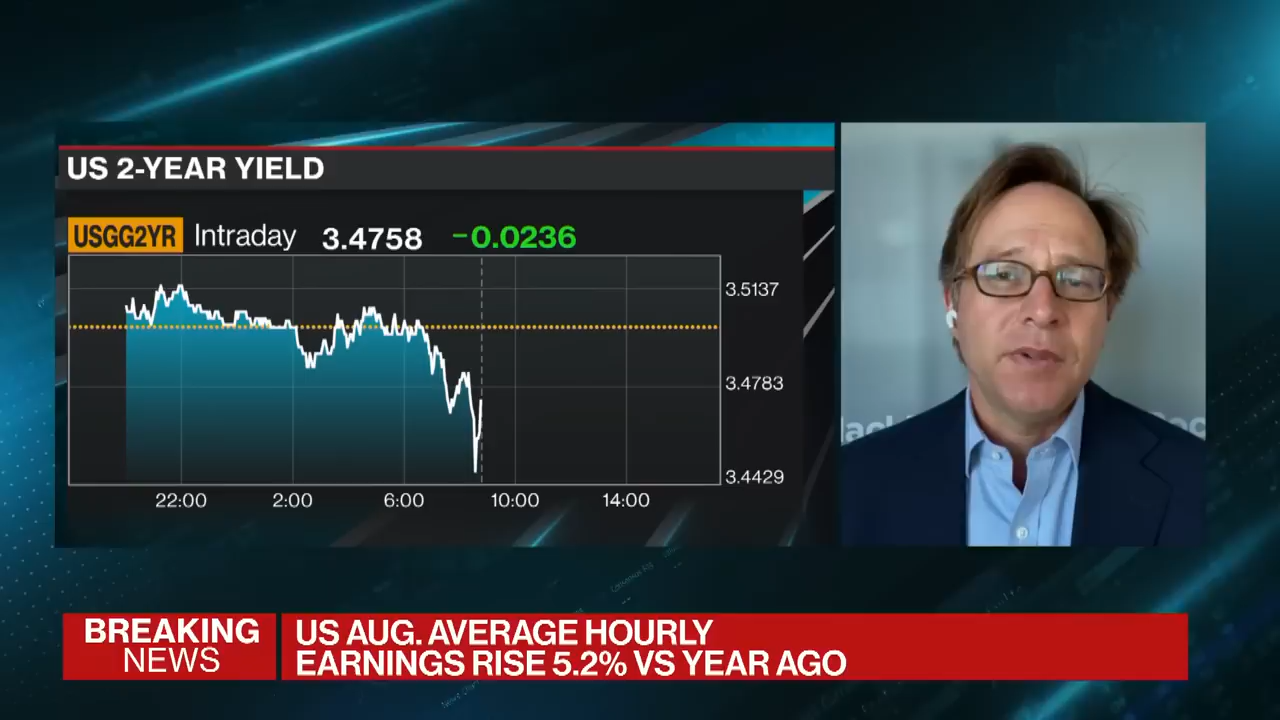 US 2-YEAR YIELD
USGG2YR Intraday 3.4758 -0.0236
3.5137
3.4783
3.4429
22:00 2:00 6:00 10:00 14:00
BREAKING
NEWS
US AUG. AVERAGE HOURLY
EARNINGS RISE 5.2% VS YEAR AGO